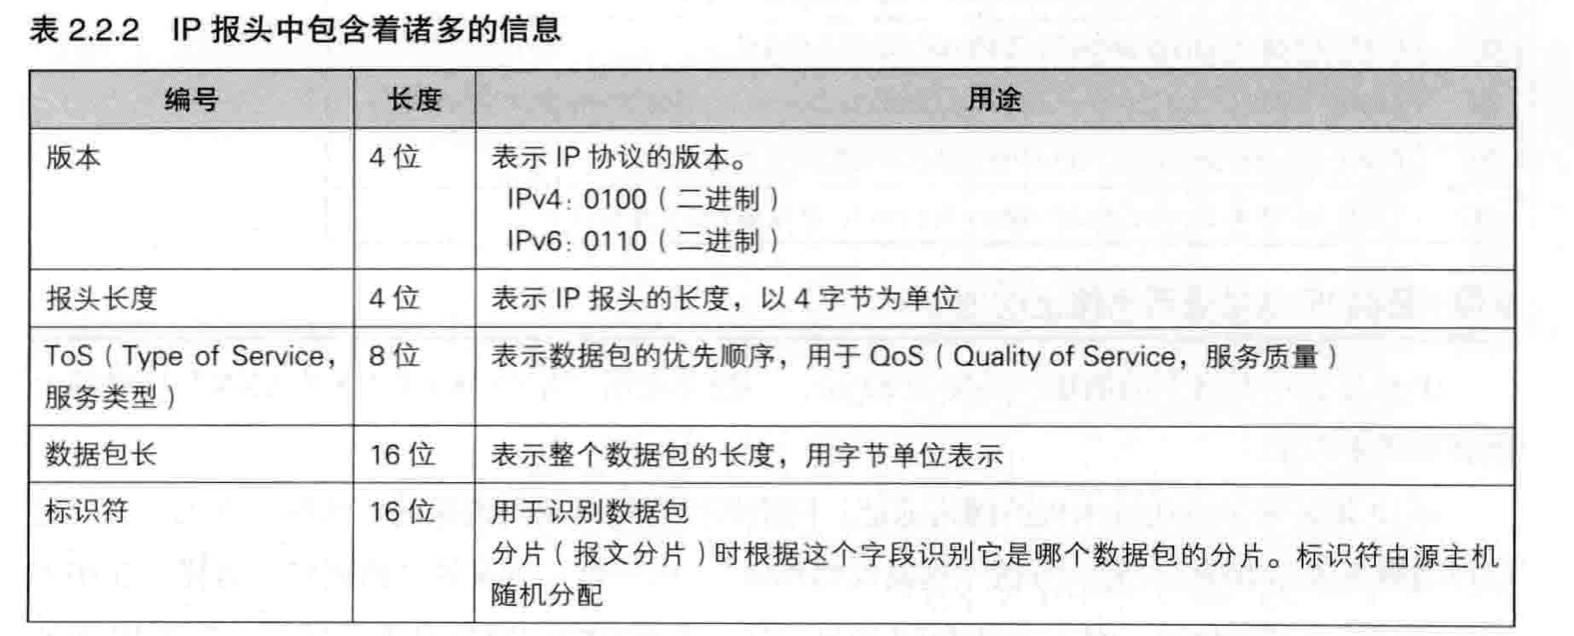 表 2.2.2 IP 报头中包含着诸多的信息
编号 长度 用途
版本 4 位 表示 IP 协议的版本。
IPv4: 0100（二进制）
IPv6: 0110（二进制）
报头长度 4 位 表示 IP 报头的长度，以 4 字节为单位
ToS（Type of Service, 8 位 表示数据包的优先顺序，用于 QoS（Quality of Service，服务质量）
服务类型）
数据包长 16 位 表示整个数据包的长度，用字节单位表示
标识符 16 位 用于识别数据包
分片（报文分片）时根据这个字段识别它是哪个数据包的分片。标识符由源主机
随机分配